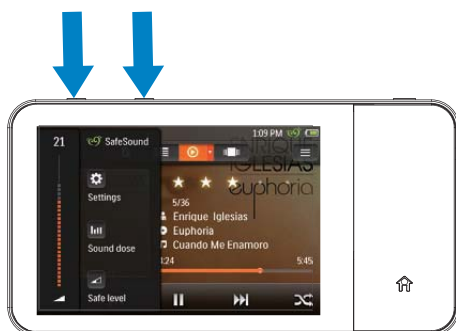 21
SafeSound
1:09 PM
ENRIQUE
IGLESIAS
euphoria
Settings
5/36
Enrique Iglesias
Euphoria
Sound dose
Cuando Me Enamoro
1:24
5:45
Safe level